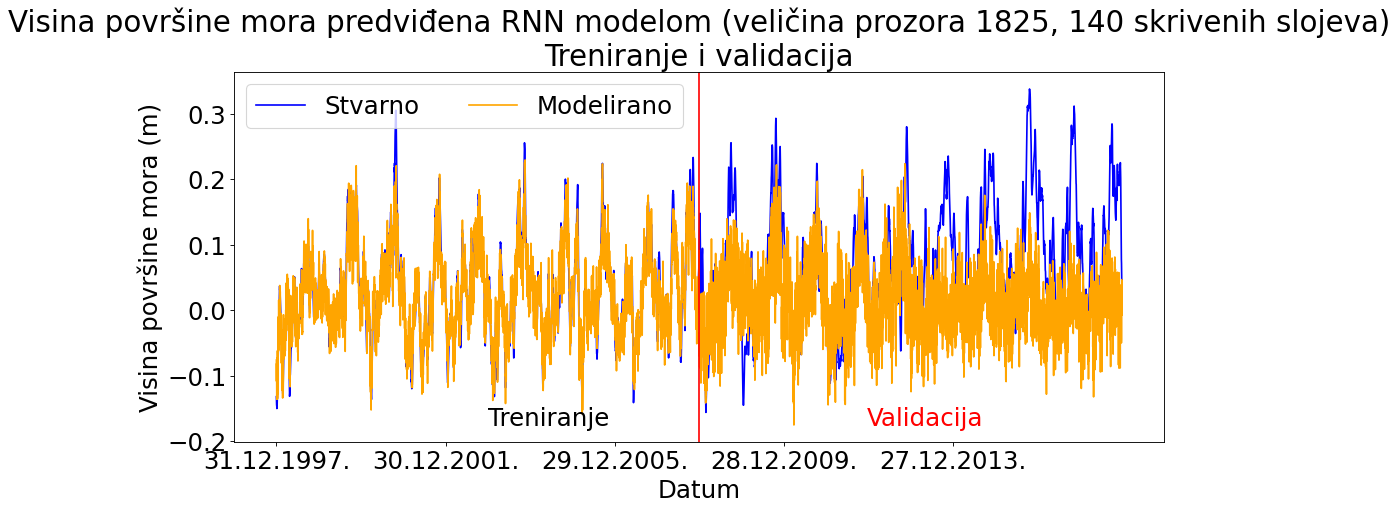 Visina površine mora predviđena RNN modelom (veličina prozora 1825, 140 skrivenih slojeva)
Treniranje i validacija
Stvarno Modelirano
Visina površine mora (m)
0.3
0.2
0.1
0.0
−0.1
−0.2
Treniranje Validacija
31.12.1997. 30.12.2001. 29.12.2005. 28.12.2009. 27.12.2013.
Datum